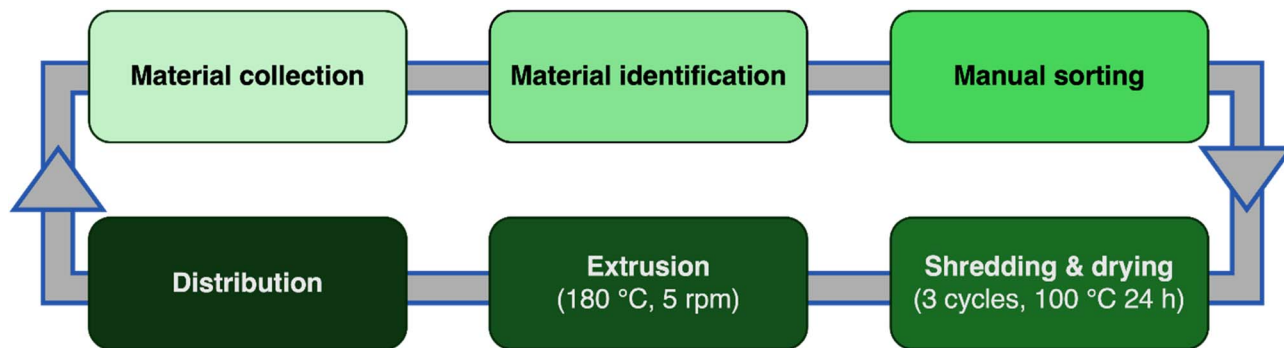 Material collection
Material identification
Manual sorting
Distribution
Extrusion
(180 °C, 5 rpm)
Shredding & drying
(3 cycles, 100 °C 24 h)